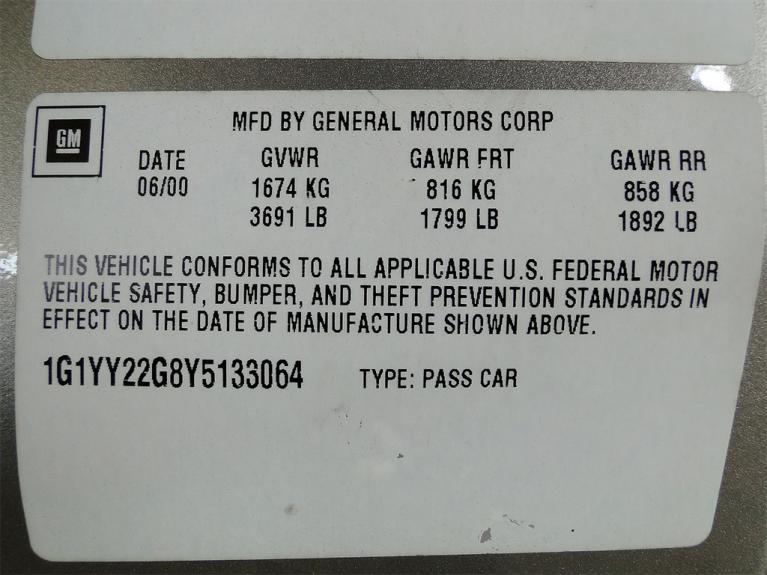 GM
MFD BY GENERAL MOTORS CORP
DATE GVWR GAWR FRT GAWR RR
06/00 1674 KG 816 KG 858 KG
3691 LB 1799 LB 1892 LB
THIS VEHICLE CONFORMS TO ALL APPLICABLE U.S. FEDERAL MOTOR
VEHICLE SAFETY, BUMPER, AND THEFT PREVENTION STANDARDS IN
EFFECT ON THE DATE OF MANUFACTURE SHOWN ABOVE.
1G1YY22G8Y5133064 TYPE: PASS CAR